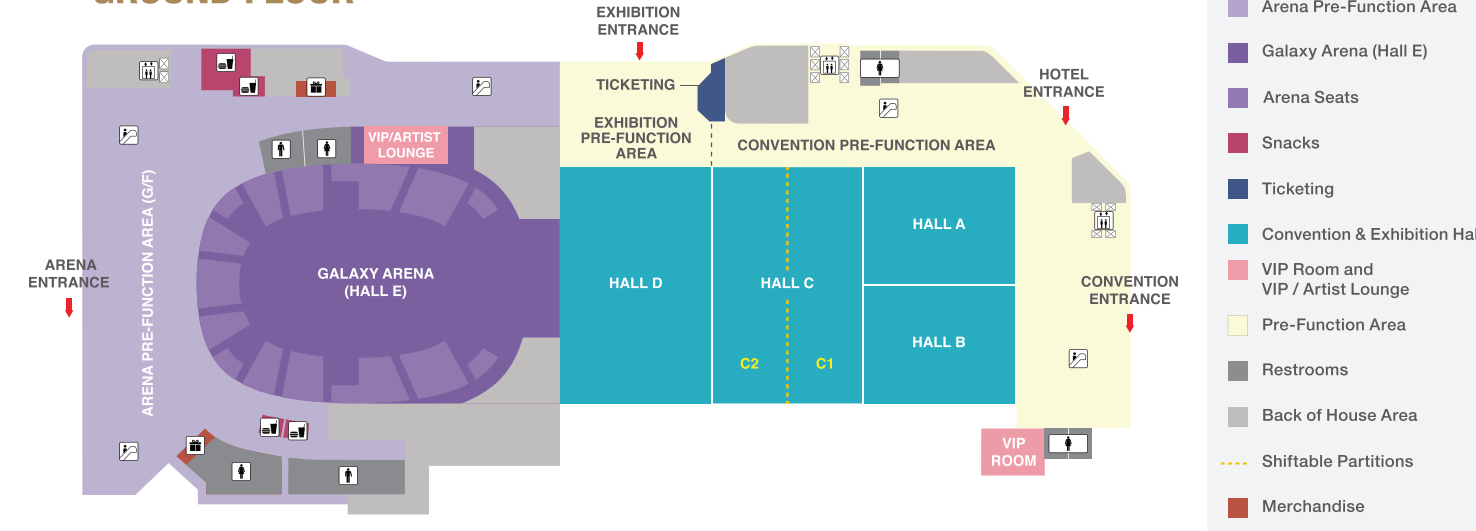 GROUND FLOOR
EXHIBITION
ENTRANCE
TICKETING
EXHIBITION
PRE-FUNCTION
AREA
CONVENTION PRE-FUNCTION AREA
HOTEL
ENTRANCE
VIP/ARTIST
LOUNGE
ARENA
ENTRANCE
ARENA PRE-FUNCTION AREA (G/F)
GALAXY ARENA
(HALL E)
HALL D
HALL C
C2
C1
HALL A
HALL B
CONVENTION
ENTRANCE
VIP
ROOM
Arena Pre-Function Area
Galaxy Arena (Hall E)
Arena Seats
Snacks
Ticketing
Convention & Exhibition Hal
VIP Room and
VIP / Artist Lounge
Pre-Function Area
Restrooms
Back of House Area
Shiftable Partitions
Merchandise